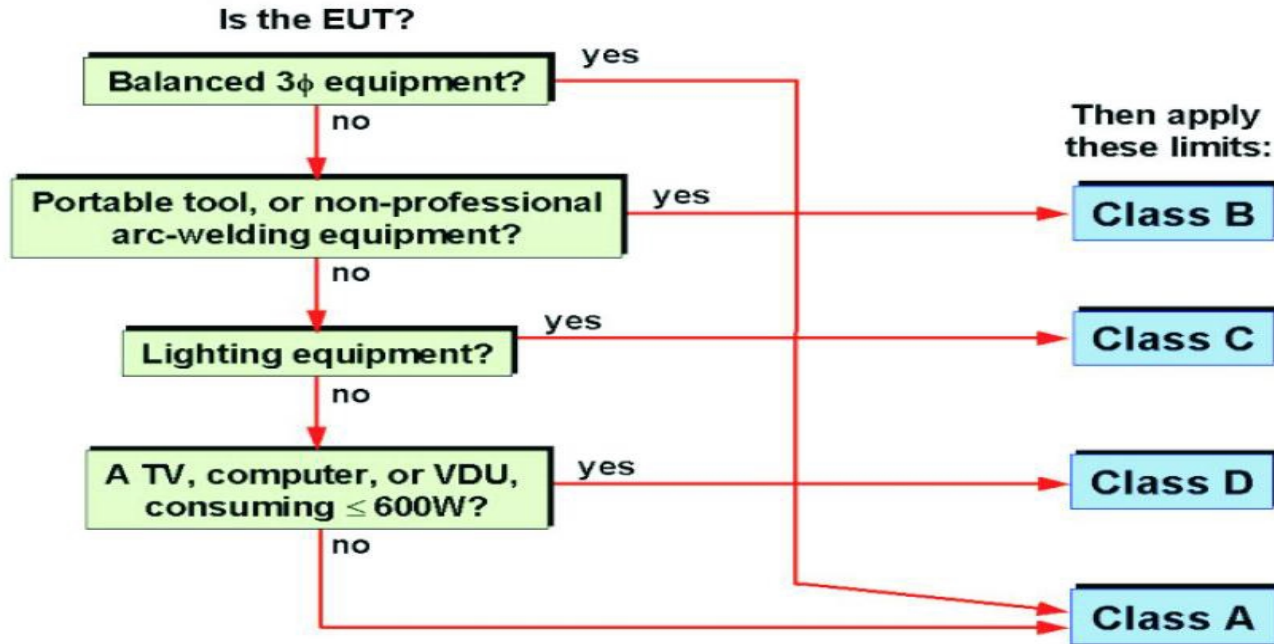 Is the EUT?
Balanced 3ϕ equipment?
yes
no
Then apply
these limits:
Portable tool, or non-professional
arc-welding equipment?
yes
Class B
no
Lighting equipment?
yes
Class C
no
A TV, computer, or VDU,
consuming ≤ 600W?
yes
Class D
no
Class A